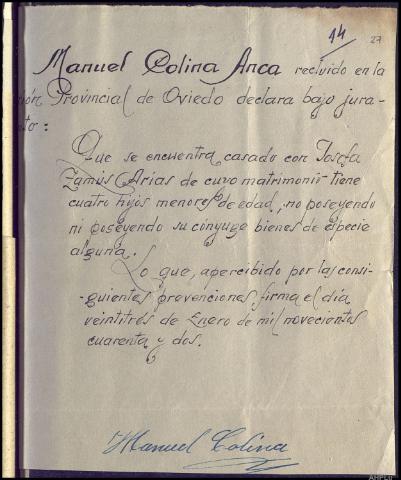 14
27
Manuel Colina Anca recluido en la
ión Provincial de Oviedo declara bajo jura-
to:
Que se encuentra casado con Josefa
Zamús Arias de cuyo matrimonio tiene
cuatro hijos menores de edad, no poseyendo
ni poseyendo su cónyuge bienes de especie
alguna.
Lo que, apercibido por las consi-
-guientes prevenciones, firma el día
veintitrés de Enero de mil novecientos
cuarenta y dos.
Manuel Colina